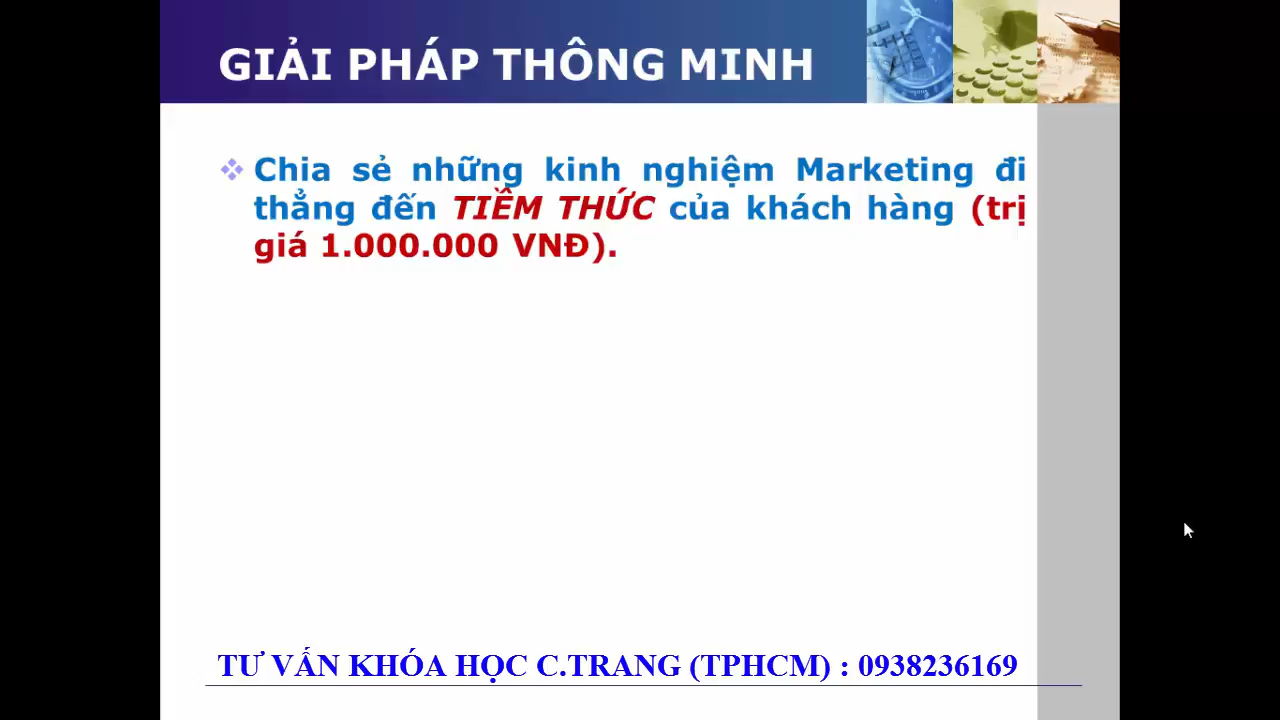 GIẢI PHÁP THÔNG MINH
Chia sẻ những kinh nghiệm Marketing đi
thẳng đến TIỀM THỨC của khách hàng (trị
giá 1.000.000 VNĐ).
TƯ VẤN KHÓA HỌC C.TRANG (TPHCM) : 0938236169